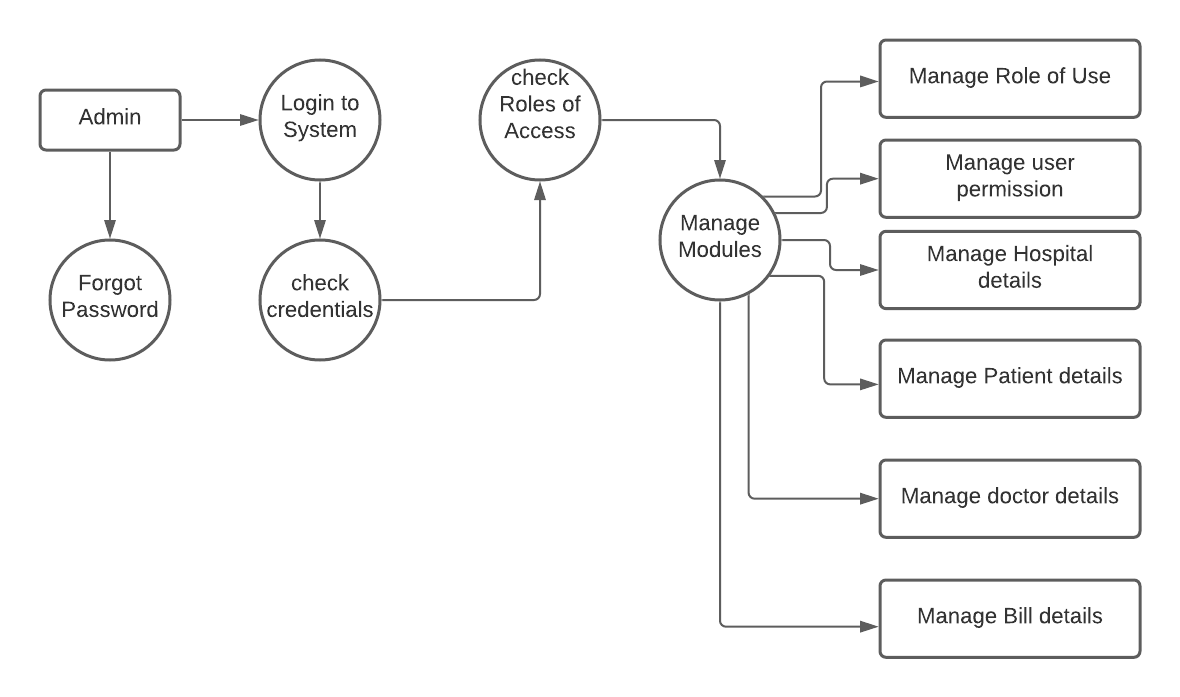 Admin
Login to
System
check
Roles of
Access
Forgot
Password
check
credentials
Manage
Modules
Manage Role of Use
Manage user
permission
Manage Hospital
details
Manage Patient details
Manage doctor details
Manage Bill details